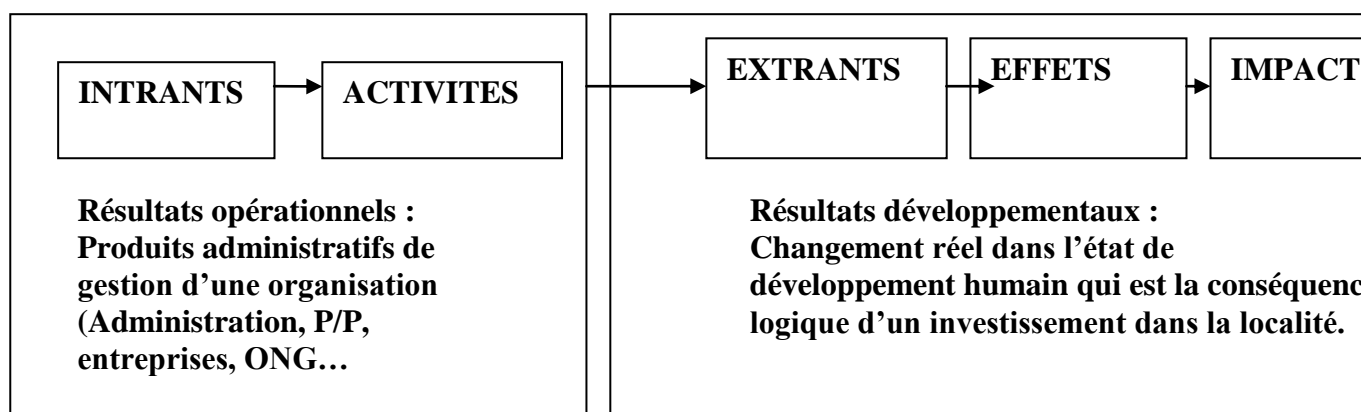 INTRANTS
ACTIVITES
EXTRANTS
EFFETS
IMPACT
Résultats opérationnels :
Produits administratifs de
gestion d’une organisation
(Administration, P/P,
entreprises, ONG…
Résultats développementaux :
Changement réel dans l’état de
développement humain qui est la conséquenc
logique d’un investissement dans la localité.